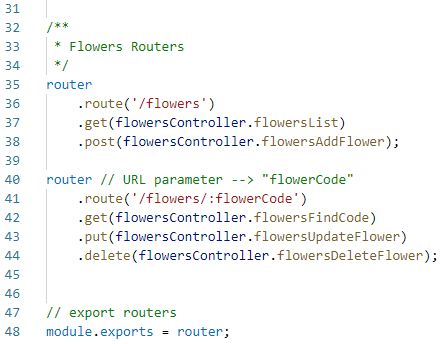 31
32 /**
33  * Flowers Routers
34  */
35 router
36     .route('/flowers')
37     .get(flowersController.flowersList)
38     .post(flowersController.flowersAddFlower);
39
40 router // URL parameter --> "flowerCode"
41     .route('/flowers/:flowerCode')
42     .get(flowersController.flowersFindCode)
43     .put(flowersController.flowersUpdateFlower)
44     .delete(flowersController.flowersDeleteFlower);
45
46
47 // export routers
48 module.exports = router;